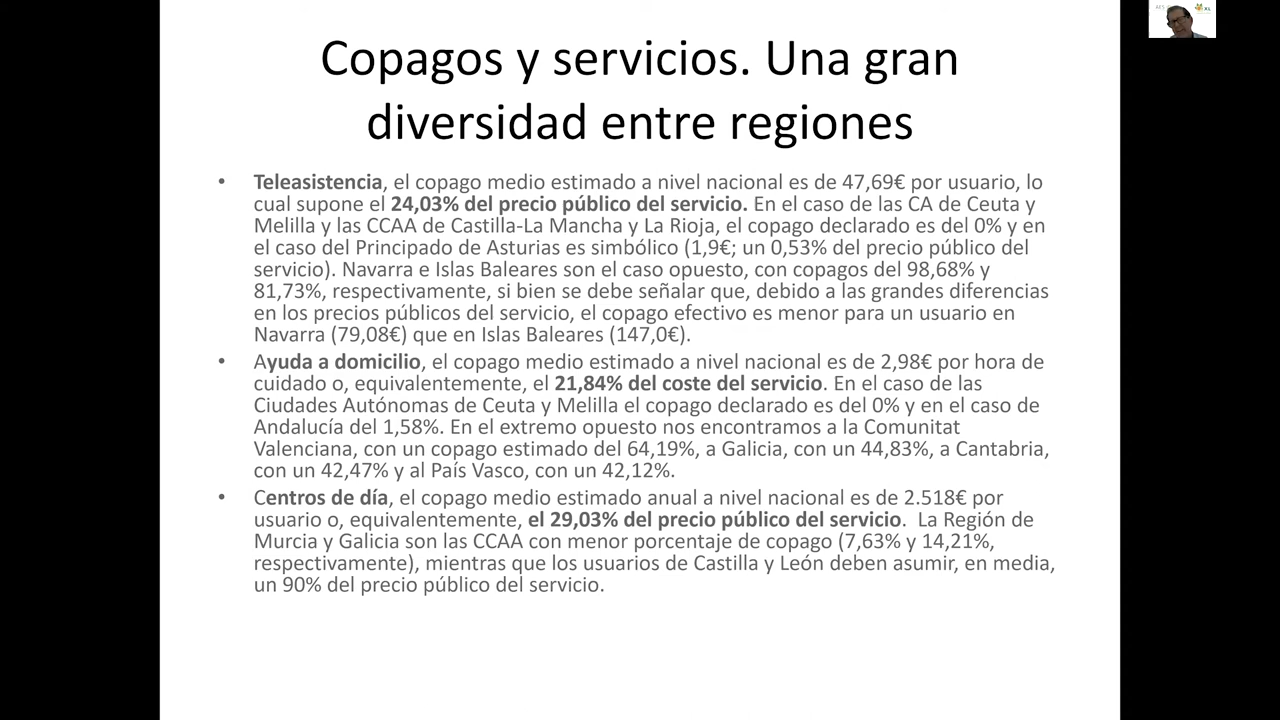 Copagos y servicios. Una gran
diversidad entre regiones
• Teleasistencia, el copago medio estimado a nivel nacional es de 47,69€ por usuario, lo
cual supone el 24,03% del precio público del servicio. En el caso de las CA de Ceuta y
Melilla y las CCAA de Castilla-La Mancha y La Rioja, el copago declarado es del 0% y en
el caso del Principado de Asturias es simbólico (1,9€; un 0,53% del precio público del
servicio). Navarra e Islas Baleares son el caso opuesto, con copagos del 98,68% y
81,73%, respectivamente, si bien se debe señalar que, debido a las grandes diferencias
en los precios públicos del servicio, el copago efectivo es menor para un usuario en
Navarra (79,08€) que en Islas Baleares (147,0€).
• Ayuda a domicilio, el copago medio estimado a nivel nacional es de 2,98€ por hora de
cuidado o, equivalentemente, el 21,84% del coste del servicio. En el caso de las
Ciudades Autónomas de Ceuta y Melilla el copago declarado es del 0% y en el caso de
Andalucía del 1,58%. En el extremo opuesto nos encontramos a la Comunitat
Valenciana, con un copago estimado del 64,19%, a Galicia, con un 44,83%, a Cantabria,
con un 42,47% y al País Vasco, con un 42,12%.
• Centros de día, el copago medio estimado anual a nivel nacional es de 2.518€ por
usuario o, equivalentemente, el 29,03% del precio público del servicio. La Región de
Murcia y Galicia son las CCAA con menor porcentaje de copago (7,63% y 14,21%,
respectivamente), mientras que los usuarios de Castilla y León deben asumir, en media,
un 90% del precio público del servicio.
XL